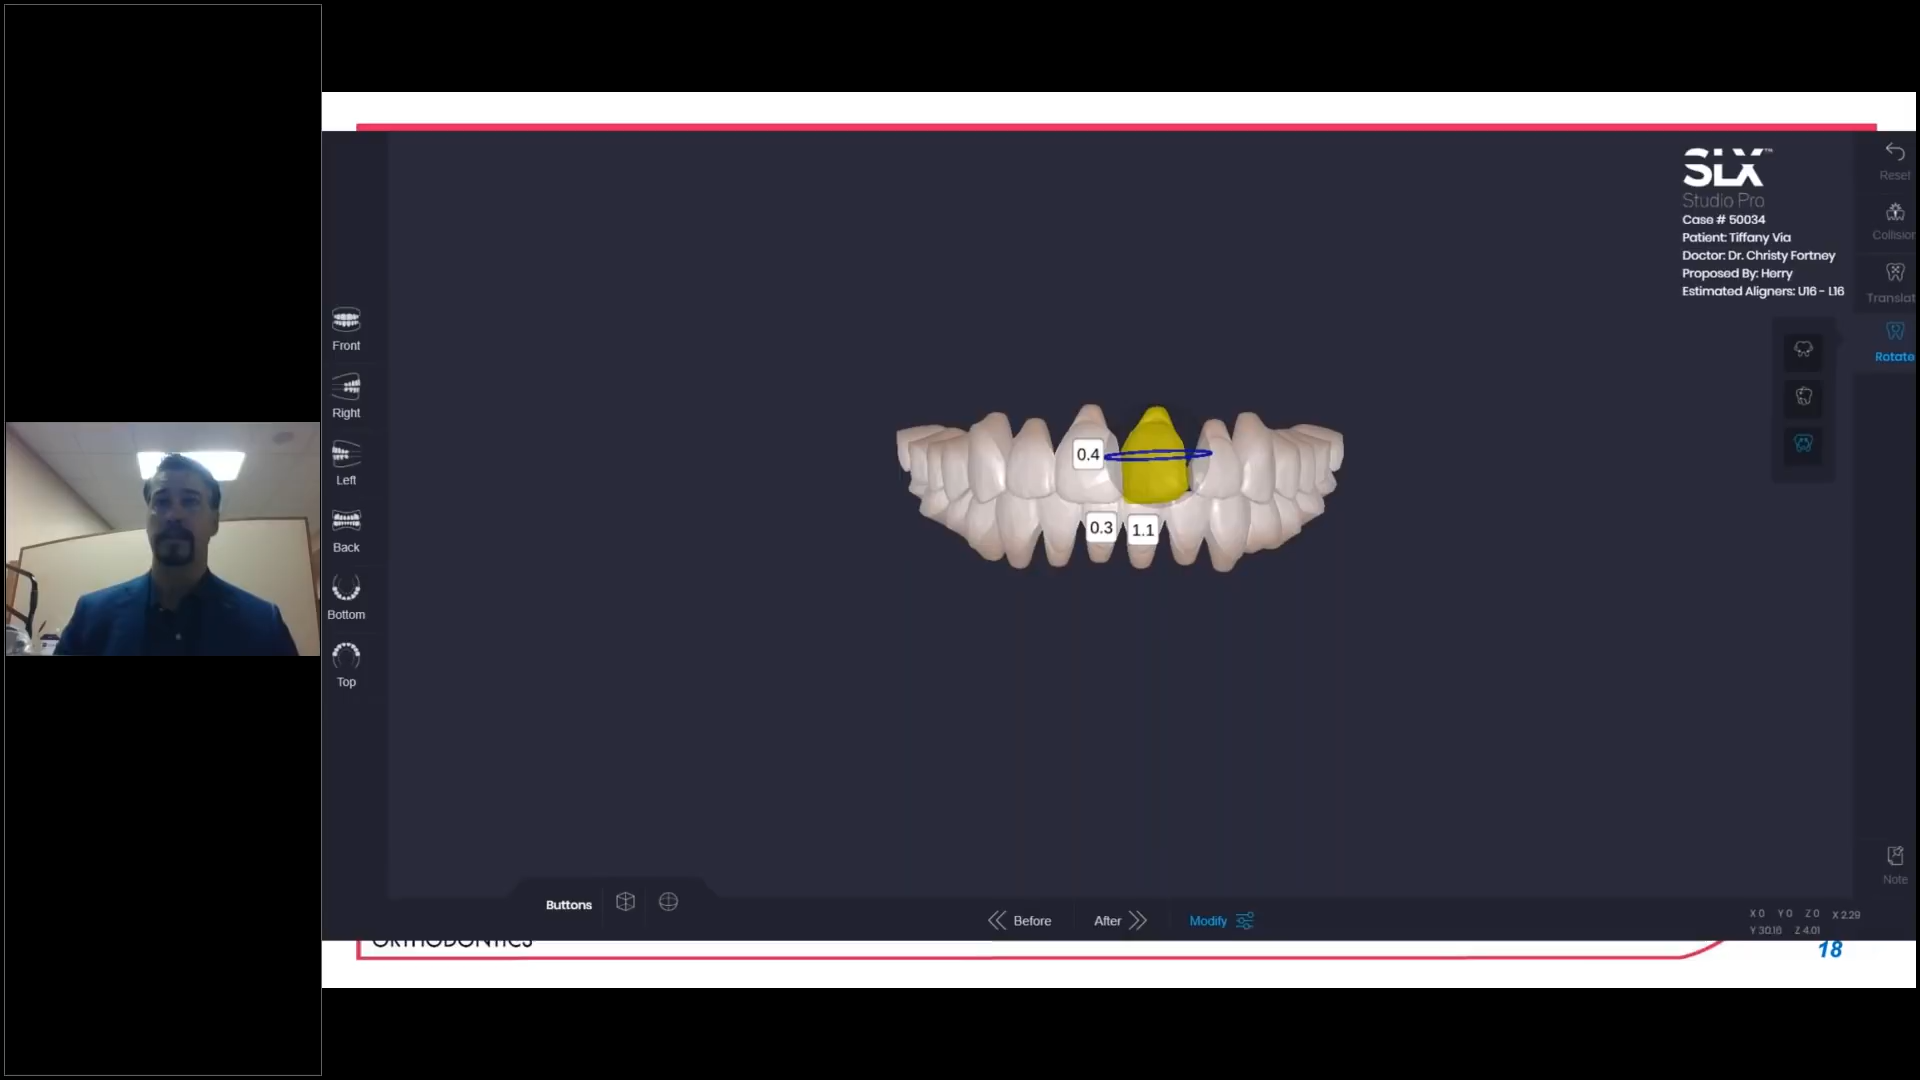 SLX™
Studio Pro
Case # 50034
Patient: Tiffany Via
Doctor: Dr. Christy Fortney
Proposed By: Herry
Estimated Aligners: U16 - L16
Reset
Collision
Translat
Rotate
Front
Right
Left
Back
Bottom
Top
0.4
0.3
1.1
Note
Buttons
Before
After
Modify
X 0 Y 0 Z 0 X 2.29
Y 30.16 Z 4.01
ORTHODONTICS
18